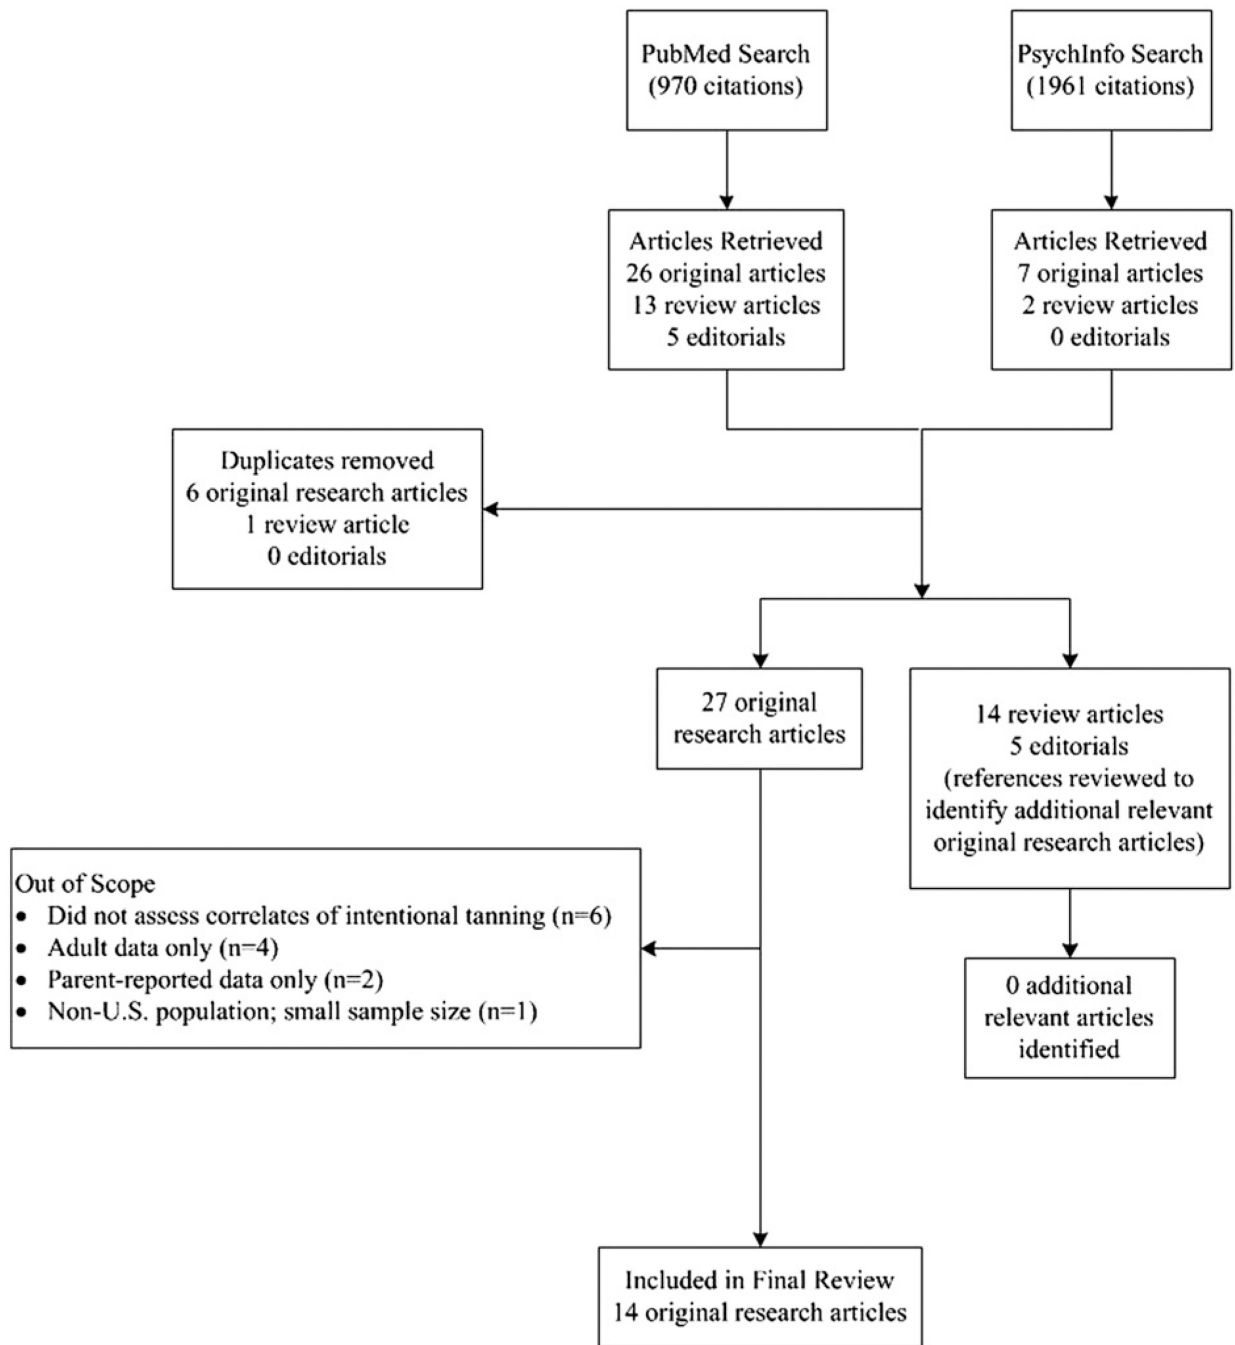 PubMed Search
(970 citations)
PsychInfo Search
(1961 citations)
Articles Retrieved
26 original articles
13 review articles
5 editorials
Articles Retrieved
7 original articles
2 review articles
0 editorials
Duplicates removed
6 original research articles
1 review article
0 editorials
27 original
research articles
14 review articles
5 editorials
(references reviewed to
identify additional relevant
original research articles)
Out of Scope
• Did not assess correlates of intentional tanning (n=6)
• Adult data only (n=4)
• Parent-reported data only (n=2)
• Non-U.S. population; small sample size (n=1)
0 additional
relevant articles
identified
Included in Final Review
14 original research articles